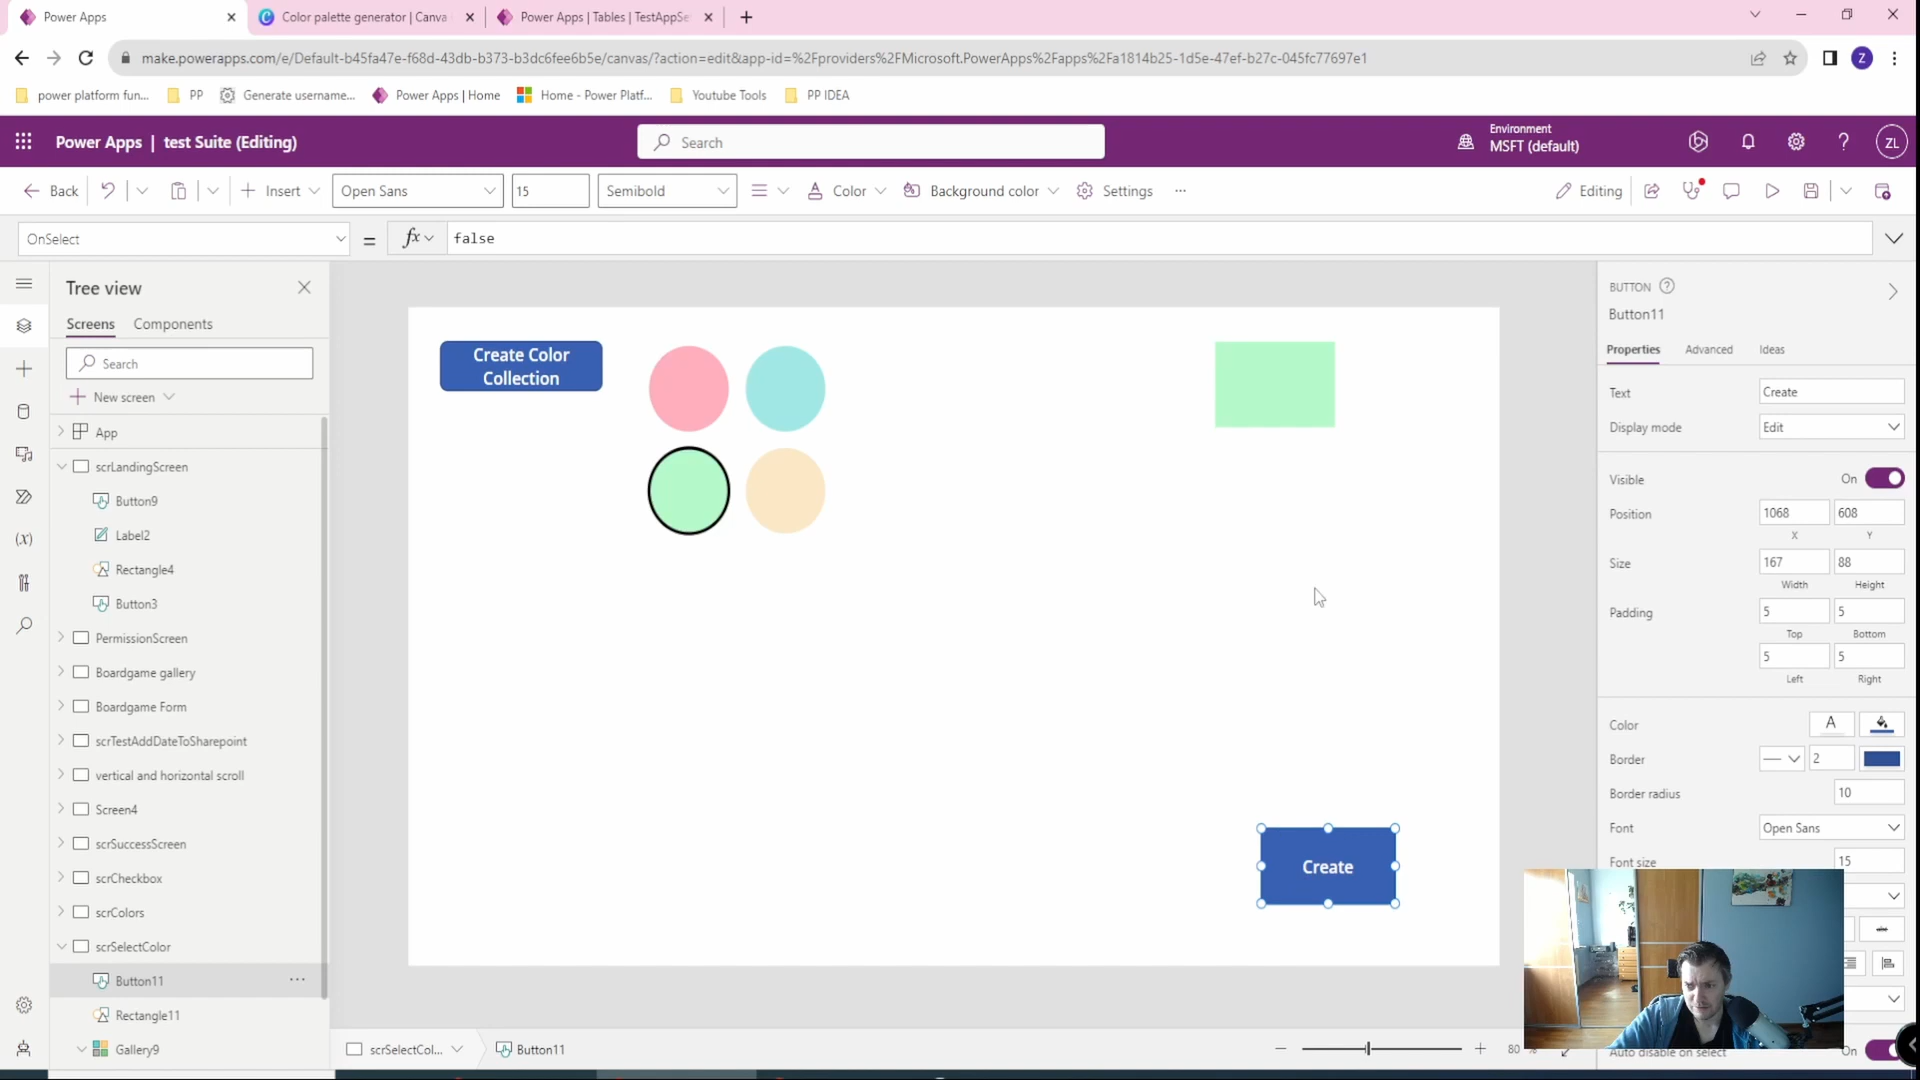 Power Apps
Color palette generator | Canva
Power Apps | Tables | TestAppSe
make.powerapps.com/e/Default-b45fa47e-f68d-43db-b373-b3dc6fee6b5e/canvas/?action=edit&app-id=%2Fproviders%2FMicrosoft.PowerApps%2Fapps%2Fa1814b25-1d5e-47ef-b27c-045fc77697e1
Z
power platform fun...
PP
Generate username...
Power Apps | Home
Home - Power Platf...
Youtube Tools
PP IDEA
Power Apps | test Suite (Editing)
Search
Environment
MSFT (default)
ZL
Back
Insert
Open Sans
15
Semibold
Color
Background color
Settings
Editing
OnSelect
= fx false
Tree view
Screens Components
Search
New screen
App
scrLandingScreen
Button9
Label2
Rectangle4
Button3
PermissionScreen
Boardgame gallery
Boardgame Form
scrTestAddDateToSharepoint
vertical and horizontal scroll
Screen4
scrSuccessScreen
scrCheckbox
scrColors
scrSelectColor
Button11
Rectangle11
Gallery9
Create Color
Collection
Create
scrSelectCol...
Button11
80 %
BUTTON
Button11
Properties Advanced Ideas
Text Create
Display mode Edit
Visible On
Position 1068 608
X Y
Size 167 88
Width Height
Padding 5 5
Top Bottom
5 5
Left Right
Color A
Border 2
Border radius 10
Font Open Sans
Font size 15
Auto disable on select On